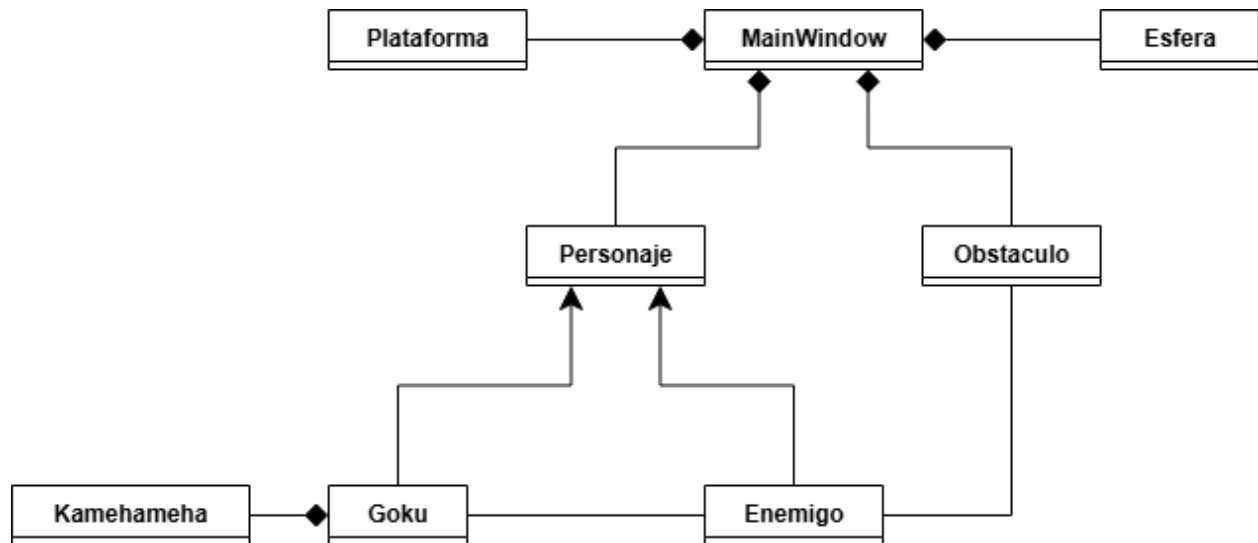 Plataforma
MainWindow
Esfera
Personaje
Obstaculo
Kamehameha
Goku
Enemigo